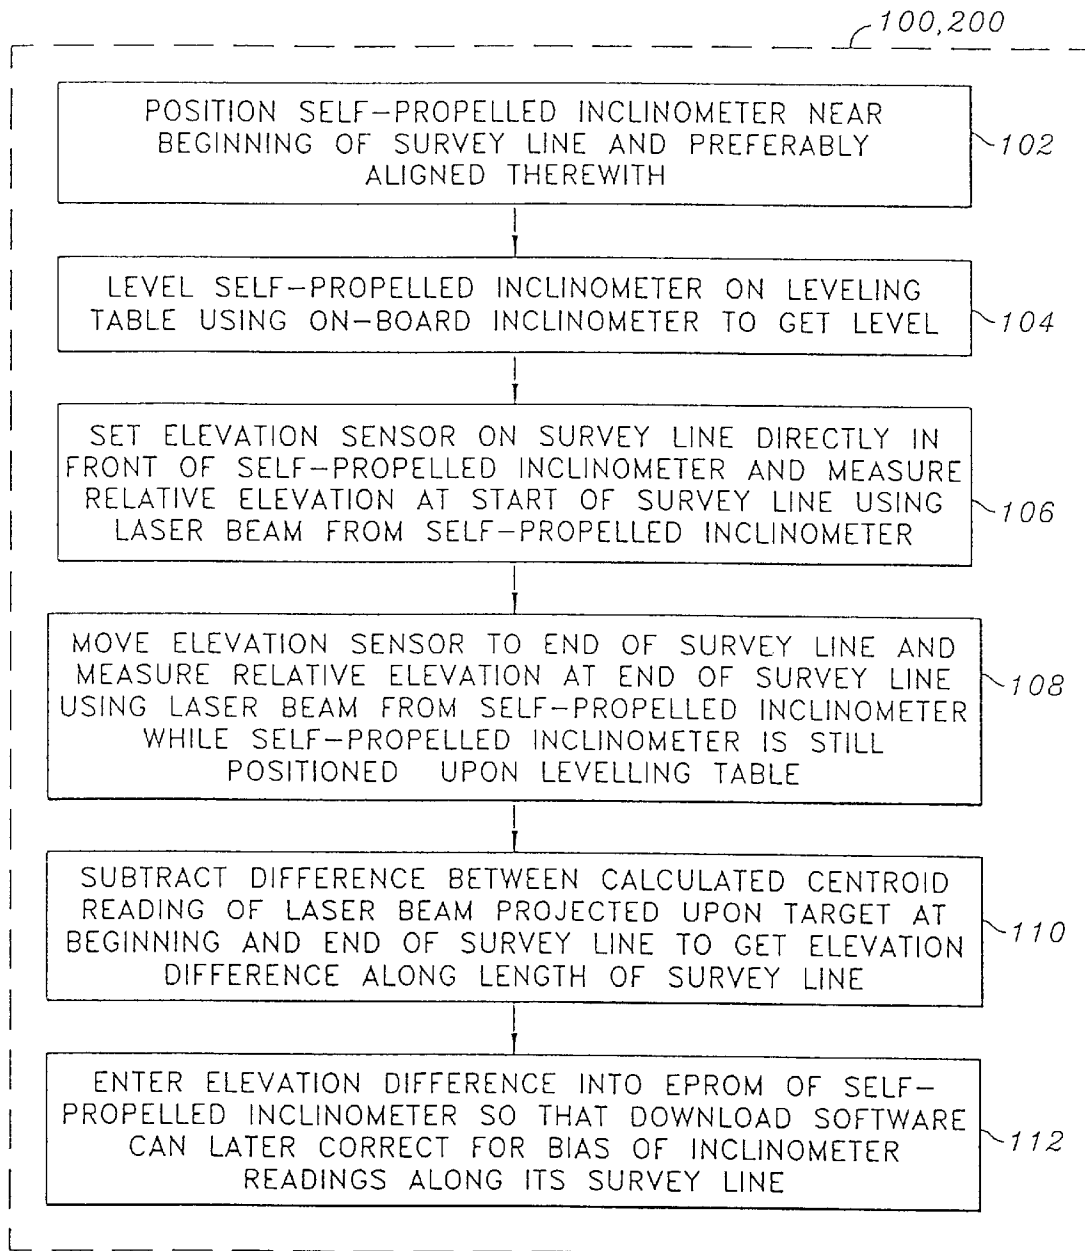 100,200
POSITION SELF-PROPELLED INCLINOMETER NEAR
BEGINNING OF SURVEY LINE AND PREFERABLY
ALIGNED THEREWITH
102
LEVEL SELF-PROPELLED INCLINOMETER ON LEVELING
TABLE USING ON-BOARD INCLINOMETER TO GET LEVEL
104
SET ELEVATION SENSOR ON SURVEY LINE DIRECTLY IN
FRONT OF SELF-PROPELLED INCLINOMETER AND MEASURE
RELATIVE ELEVATION AT START OF SURVEY LINE USING
LASER BEAM FROM SELF-PROPELLED INCLINOMETER
106
MOVE ELEVATION SENSOR TO END OF SURVEY LINE AND
MEASURE RELATIVE ELEVATION AT END OF SURVEY LINE
USING LASER BEAM FROM SELF-PROPELLED INCLINOMETER
WHILE SELF-PROPELLED INCLINOMETER IS STILL
POSITIONED UPON LEVELLING TABLE
108
SUBTRACT DIFFERENCE BETWEEN CALCULATED CENTROID
READING OF LASER BEAM PROJECTED UPON TARGET AT
BEGINNING AND END OF SURVEY LINE TO GET ELEVATION
DIFFERENCE ALONG LENGTH OF SURVEY LINE
110
ENTER ELEVATION DIFFERENCE INTO EPROM OF SELF-
PROPELLED INCLINOMETER SO THAT DOWNLOAD SOFTWARE
CAN LATER CORRECT FOR BIAS OF INCLINOMETER
READINGS ALONG ITS SURVEY LINE
112